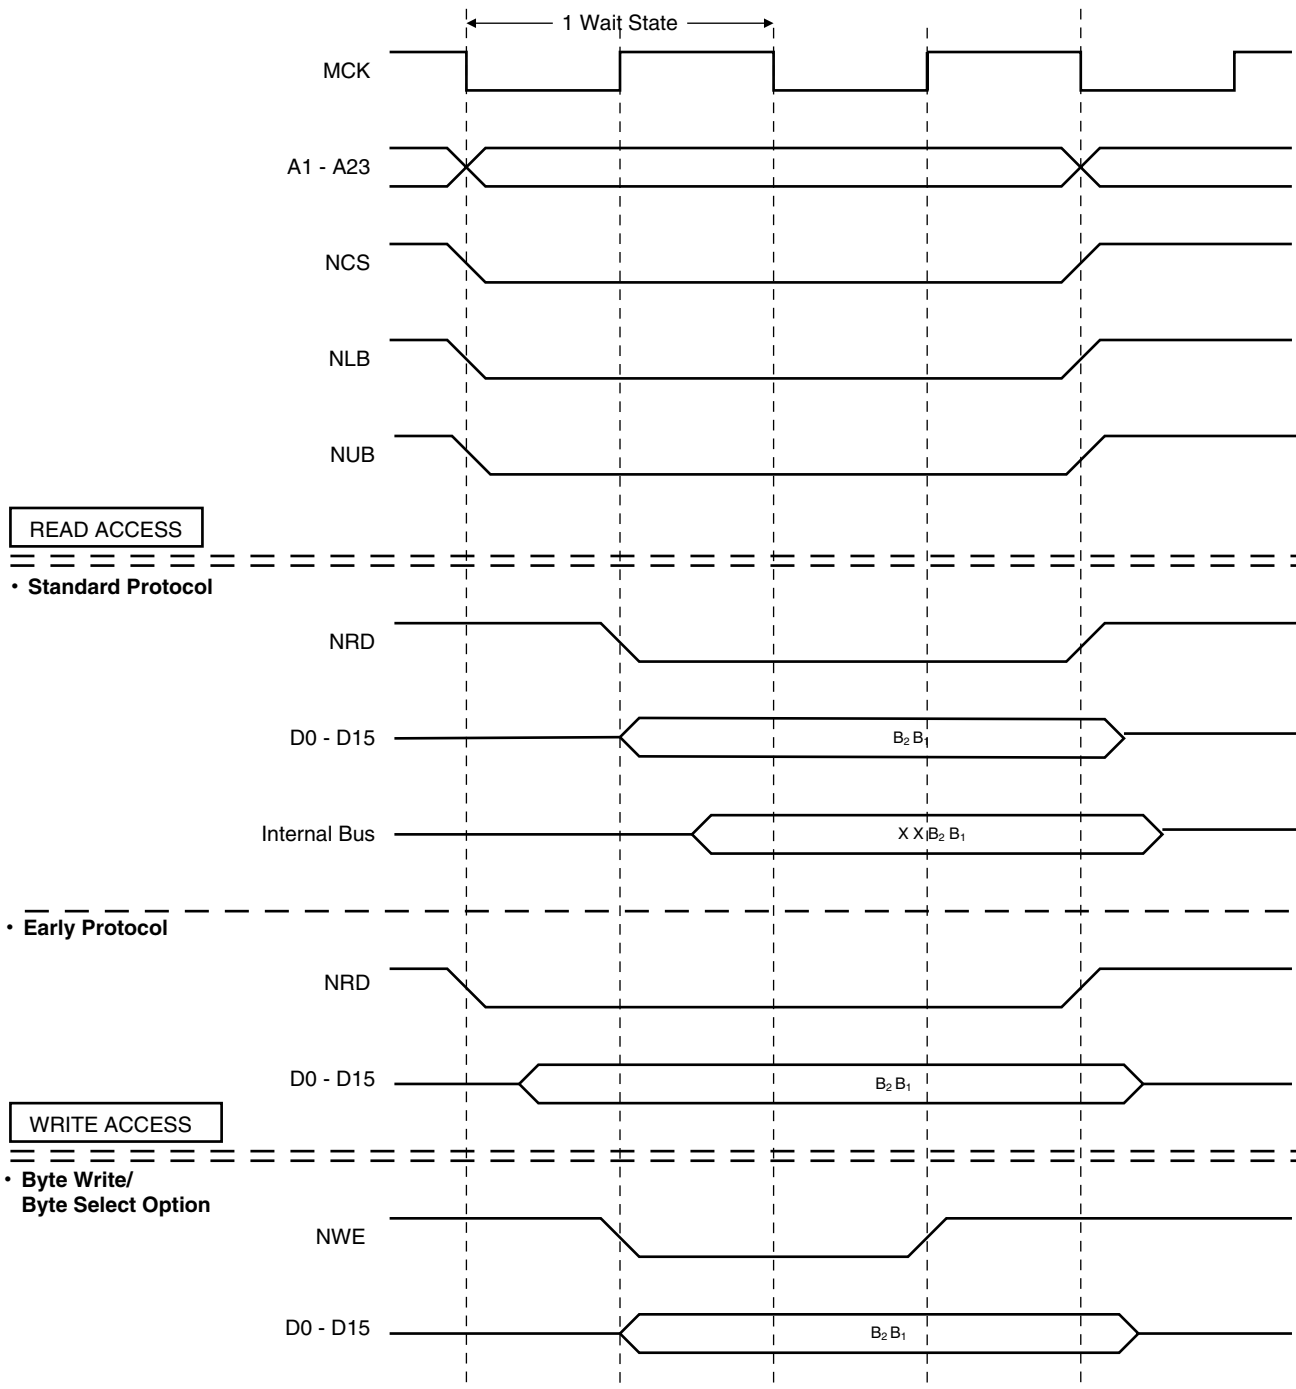 1 Wait State
MCK
A1 - A23
NCS
NLB
NUB
READ ACCESS
• Standard Protocol
NRD
D0 - D15
B₂ B₁
Internal Bus
X X B₂ B₁
• Early Protocol
NRD
D0 - D15
B₂ B₁
WRITE ACCESS
• Byte Write/
Byte Select Option
NWE
D0 - D15
B₂ B₁